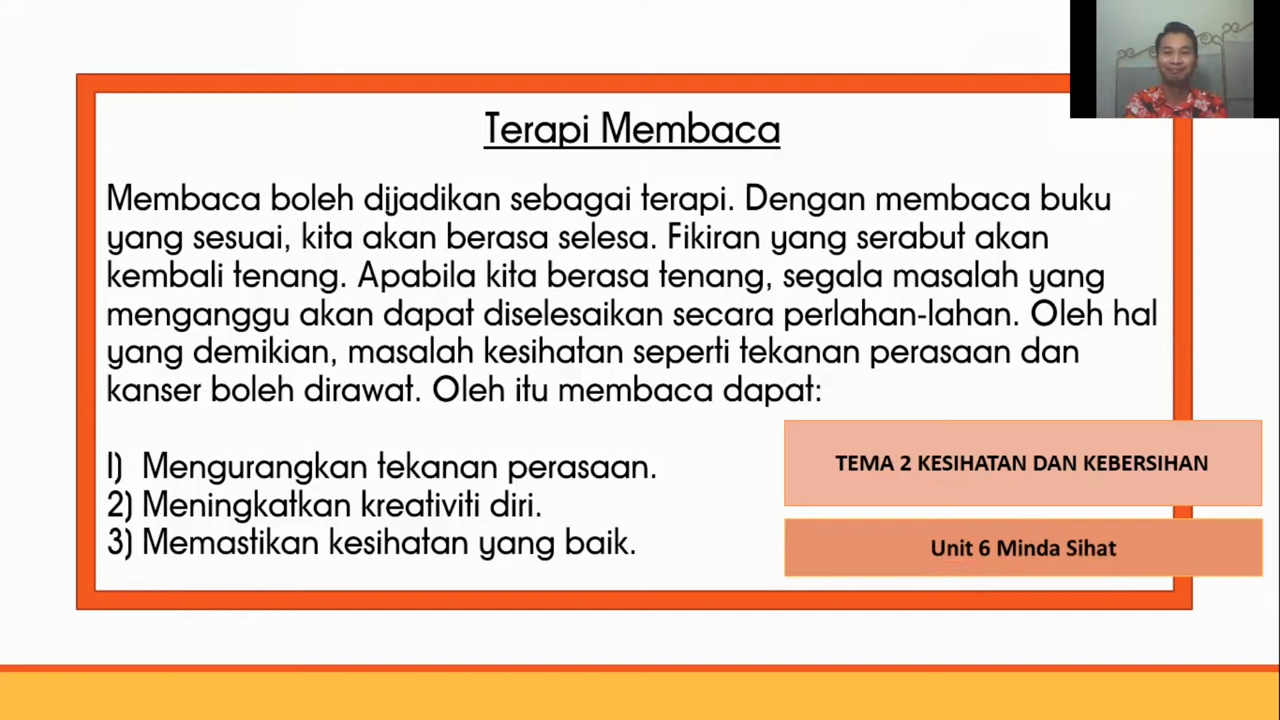 Terapi Membaca
Membaca boleh dijadikan sebagai terapi. Dengan membaca buku
yang sesuai, kita akan berasa selesa. Fikiran yang serabut akan
kembali tenang. Apabila kita berasa tenang, segala masalah yang
menganggu akan dapat diselesaikan secara perlahan-lahan. Oleh hal
yang demikian, masalah kesihatan seperti tekanan perasaan dan
kanser boleh dirawat. Oleh itu membaca dapat:
1) Mengurangkan tekanan perasaan.
2) Meningkatkan kreativiti diri.
3) Memastikan kesihatan yang baik.
TEMA 2 KESIHATAN DAN KEBERSIHAN
Unit 6 Minda Sihat